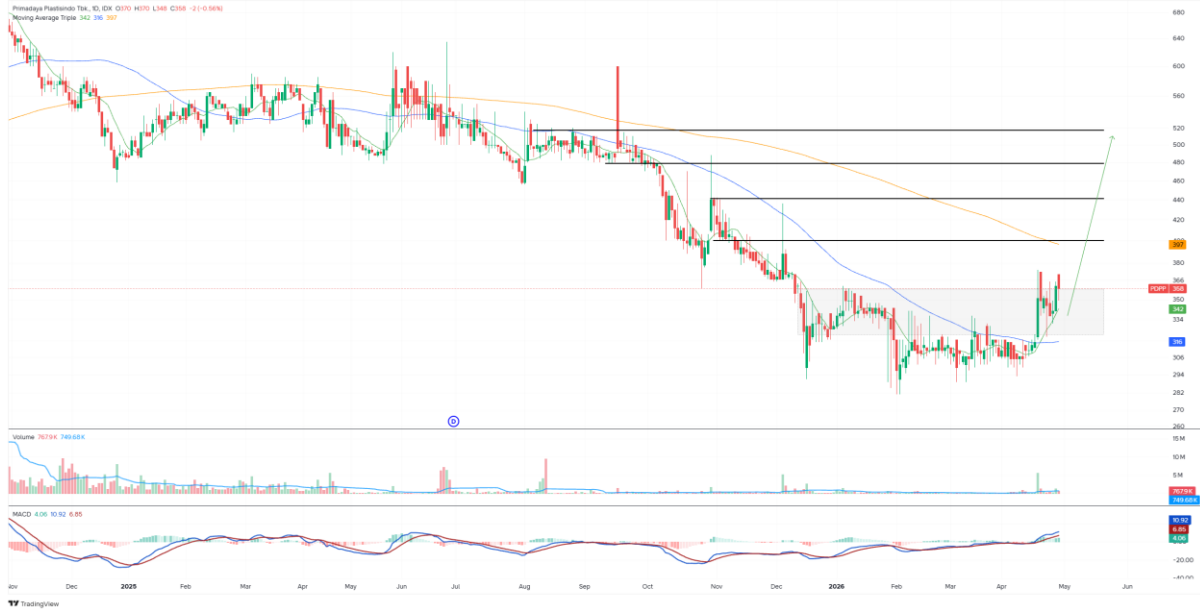 Primadaya Plastisindo Tbk., 1D, IDX O370 H370 L348 C358 -2 (-0.56%)
Moving Average Triple 342 316 397
680
640
600
560
520
500
480
460
440
420
397
380
366
PDPP 358
350
342
334
316
306
294
282
270
260
D
Volume 767.9K 749.68K
15 M
10 M
5 M
767.9K
749.68K
MACD 4.06 10.92 6.85
10.92
6.85
4.06
-20.00
-40.00
Nov Dec 2025 Feb Mar Apr May Jun Jul Aug Sep Oct Nov Dec 2026 Feb Mar Apr May Jun
TradingView